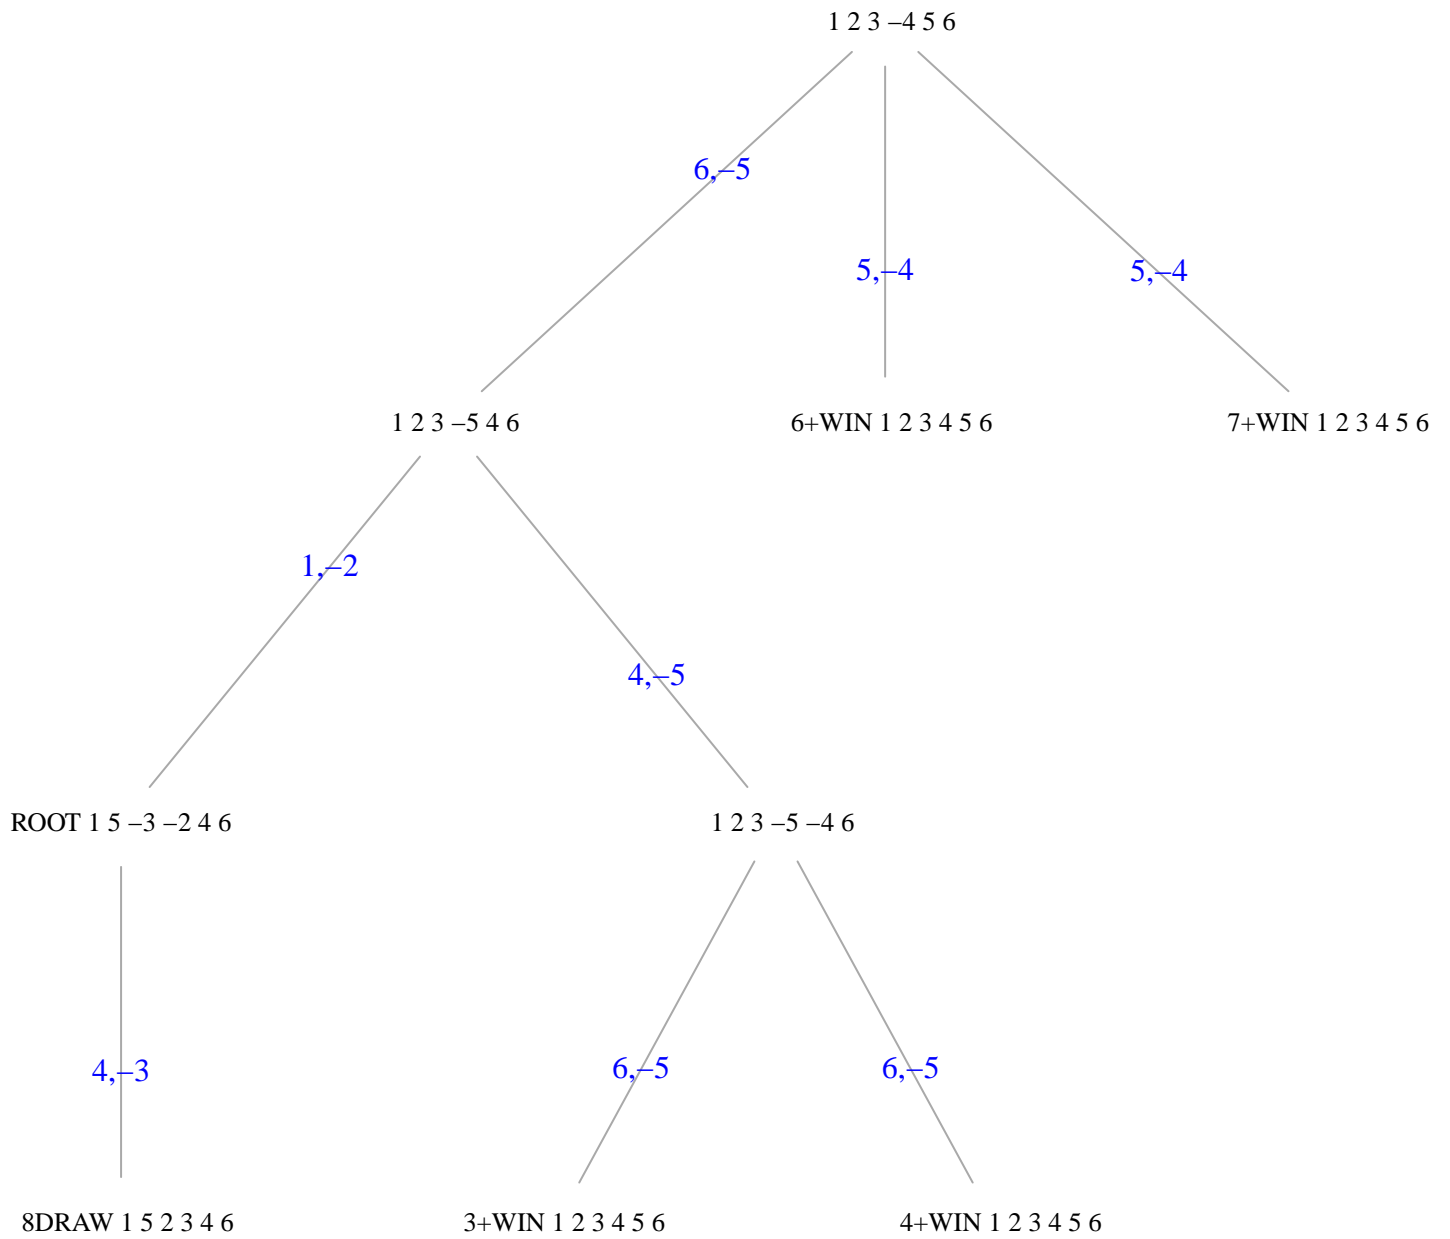 1 2 3 –4 5 6
6,–5
5,–4
5,–4
1 2 3 –5 4 6
6+WIN 1 2 3 4 5 6
7+WIN 1 2 3 4 5 6
1,–2
4,–5
ROOT 1 5 –3 –2 4 6
1 2 3 –5 –4 6
4,–3
6,–5
6,–5
8DRAW 1 5 2 3 4 6
3+WIN 1 2 3 4 5 6
4+WIN 1 2 3 4 5 6